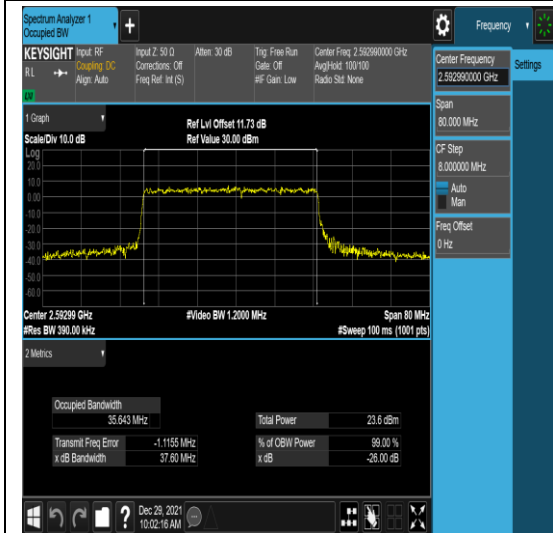 Spectrum Analyzer 1
Occupied BW
+
Frequency
KEYSIGHT
R L
Input: RF
Coupling: DC
Align: Auto
Input Z: 50 Ω
Corrections: Off
Freq Ref: Int (S)
Atten: 30 dB
Trig: Free Run
Gate: Off
#IF Gain: Low
Center Freq: 2.592990000 GHz
Avg|Hold: 100/100
Radio Std: None
Center Frequency
2.592990000 GHz
Settings
Span
80.000 MHz
CF Step
8.000000 MHz
Auto
Man
Freq Offset
0 Hz
1 Graph
Scale/Div 10.0 dB
Ref Lvl Offset 11.73 dB
Ref Value 30.00 dBm
Log
20.0
10.0
0.00
-10.0
-20.0
-30.0
-40.0
-50.0
-60.0
Center 2.59299 GHz
#Video BW 1.2000 MHz
Span 80 MHz
#Res BW 390.00 kHz
#Sweep 100 ms (1001 pts)
2 Metrics
Occupied Bandwidth
35.643 MHz
Total Power 23.6 dBm
Transmit Freq Error -1.1155 MHz
% of OBW Power 99.00 %
x dB Bandwidth 37.60 MHz
x dB -26.00 dB
?
Dec 29, 2021
10:02:16 AM